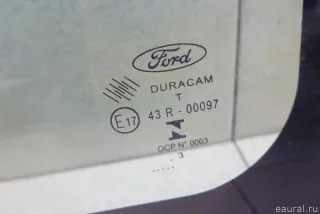 Ford
DURACAM
T
E17 43 R - 00097
OCP N° 0003
. 3
.....
© eaural.ru